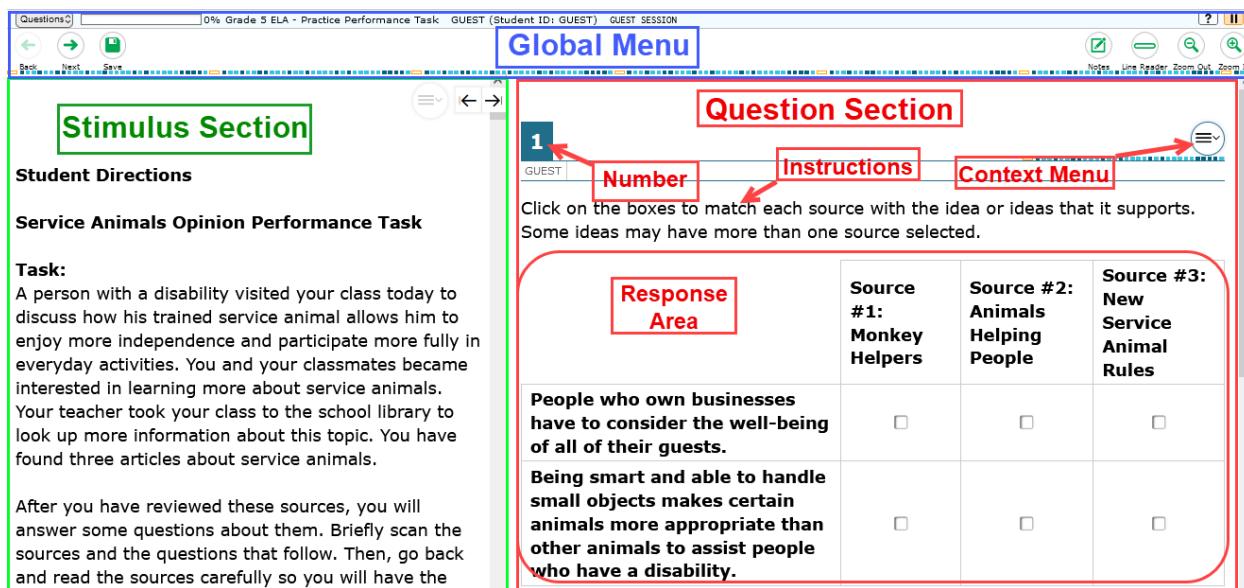 Questions 0% Grade 5 ELA - Practice Performance Task GUEST (Student ID: GUEST) GUEST SESSION ?
Global Menu
Back Next Save Notes Line Reader Zoom Out Zoom
Stimulus Section
Student Directions
Service Animals Opinion Performance Task
Task:
A person with a disability visited your class today to
discuss how his trained service animal allows him to
enjoy more independence and participate more fully in
everyday activities. You and your classmates became
interested in learning more about service animals.
Your teacher took your class to the school library to
look up more information about this topic. You have
found three articles about service animals.
After you have reviewed these sources, you will
answer some questions about them. Briefly scan the
sources and the questions that follow. Then, go back
and read the sources carefully so you will have the
Question Section
1
GUEST
Number
Instructions
Context Menu
Click on the boxes to match each source with the idea or ideas that it supports.
Some ideas may have more than one source selected.
Response
Area
Source
#1:
Monkey
Helpers
Source #2:
Animals
Helping
People
Source #3:
New
Service
Animal
Rules
People who own businesses
have to consider the well-being
of all of their guests.
Being smart and able to handle
small objects makes certain
animals more appropriate than
other animals to assist people
who have a disability.